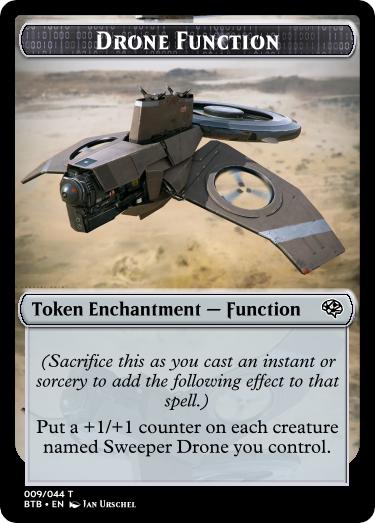 Drone Function
Token Enchantment — Function
(Sacrifice this as you cast an instant or
sorcery to add the following effect to that
spell.)
Put a +1/+1 counter on each creature
named Sweeper Drone you control.
009/044 T
BTB • EN Jan Urschel